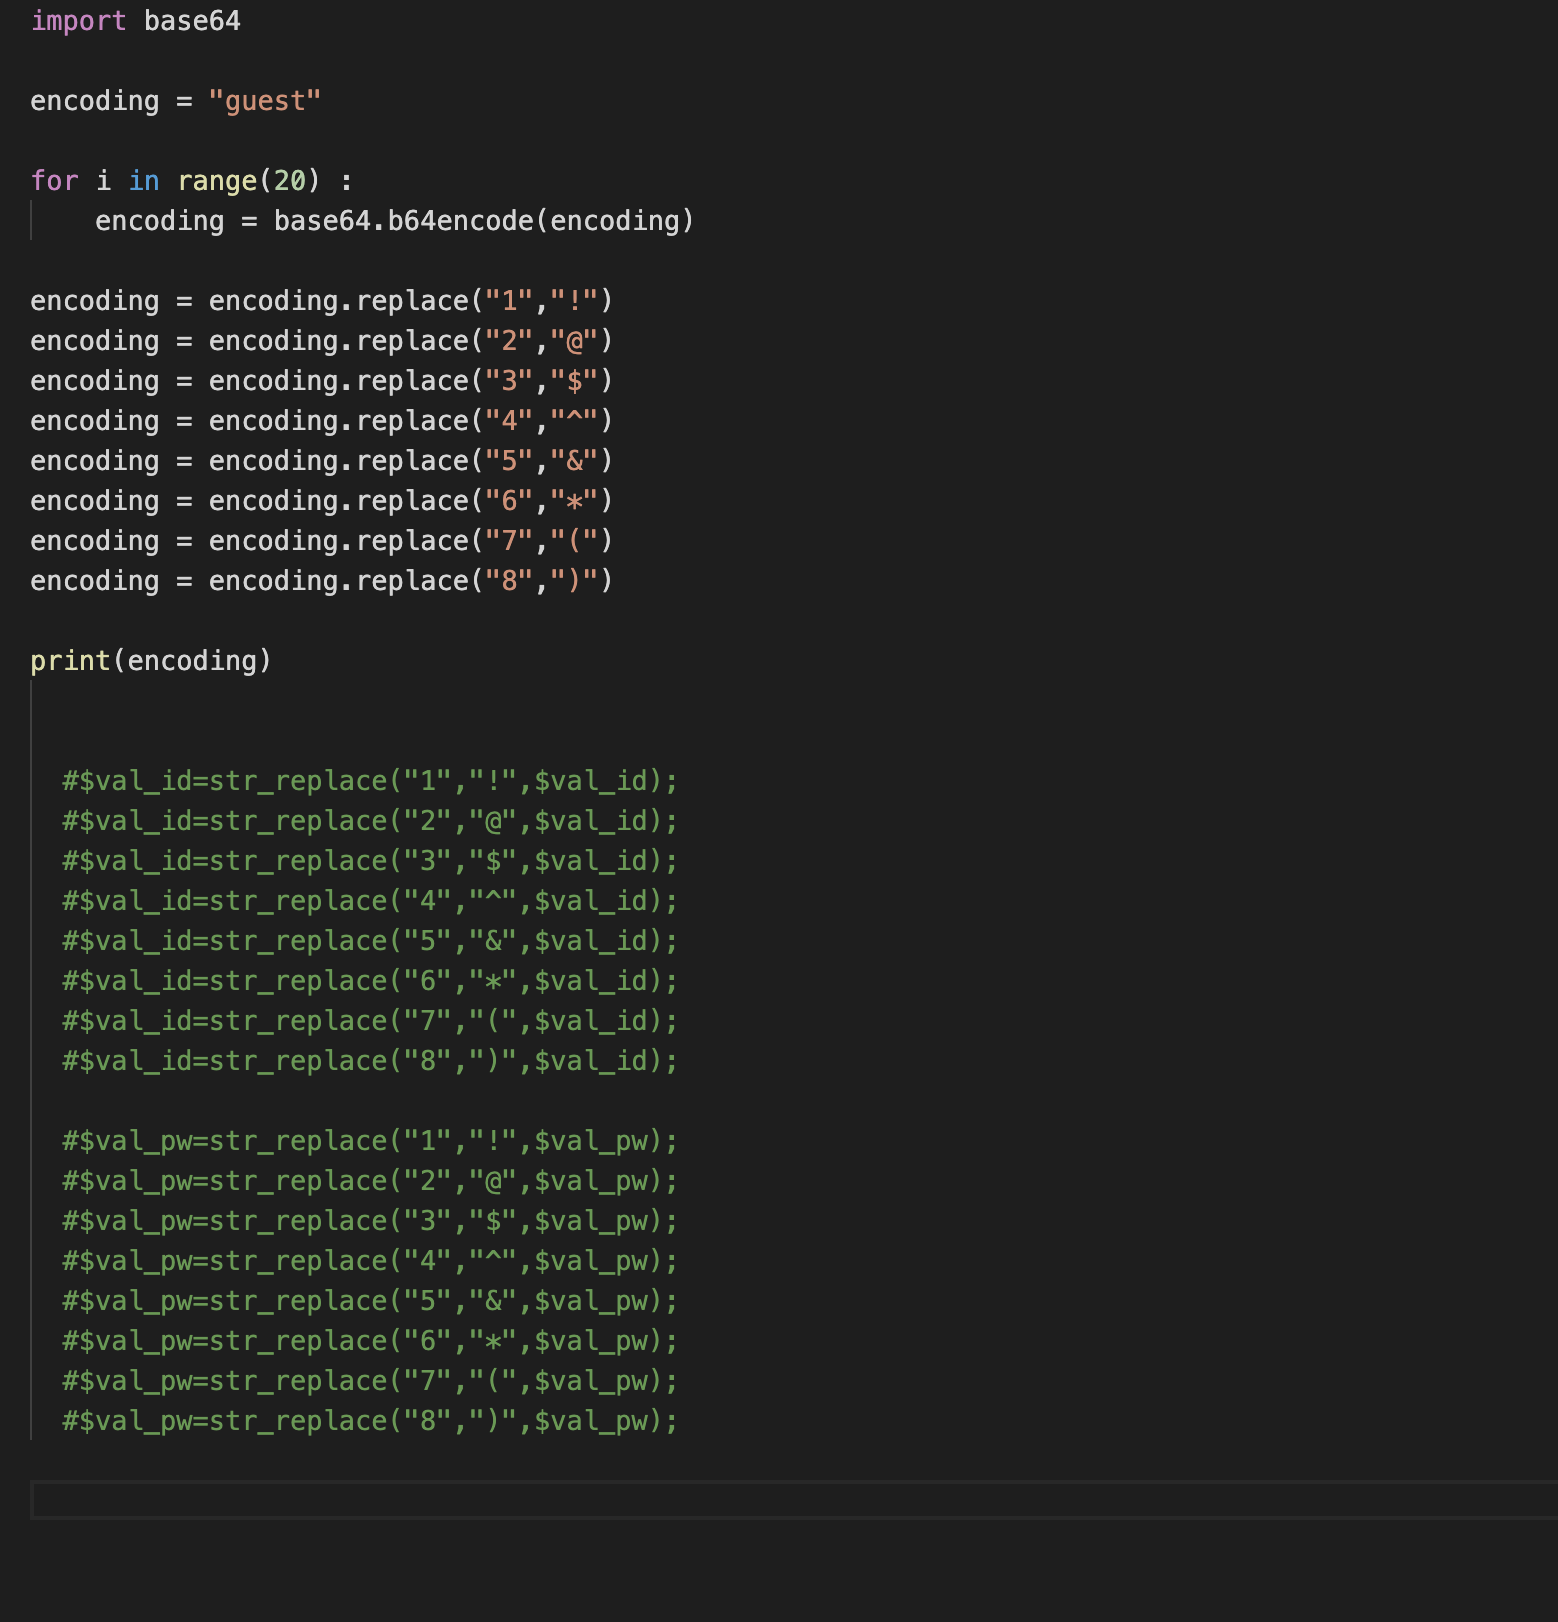 import base64
encoding = "guest"
for i in range(20) :
encoding = base64.b64encode(encoding)
encoding = encoding.replace("1","!")
encoding = encoding.replace("2","@")
encoding = encoding.replace("3","$")
encoding = encoding.replace("4","^")
encoding = encoding.replace("5","&")
encoding = encoding.replace("6","*")
encoding = encoding.replace("7","(")
encoding = encoding.replace("8",")")
print(encoding)
#$val_id=str_replace("1","!",$val_id);
#$val_id=str_replace("2","@",$val_id);
#$val_id=str_replace("3","$",$val_id);
#$val_id=str_replace("4","^",$val_id);
#$val_id=str_replace("5","&",$val_id);
#$val_id=str_replace("6","*",$val_id);
#$val_id=str_replace("7","(",$val_id);
#$val_id=str_replace("8",")",$val_id);
#$val_pw=str_replace("1","!",$val_pw);
#$val_pw=str_replace("2","@",$val_pw);
#$val_pw=str_replace("3","$",$val_pw);
#$val_pw=str_replace("4","^",$val_pw);
#$val_pw=str_replace("5","&",$val_pw);
#$val_pw=str_replace("6","*",$val_pw);
#$val_pw=str_replace("7","(",$val_pw);
#$val_pw=str_replace("8",")",$val_pw);